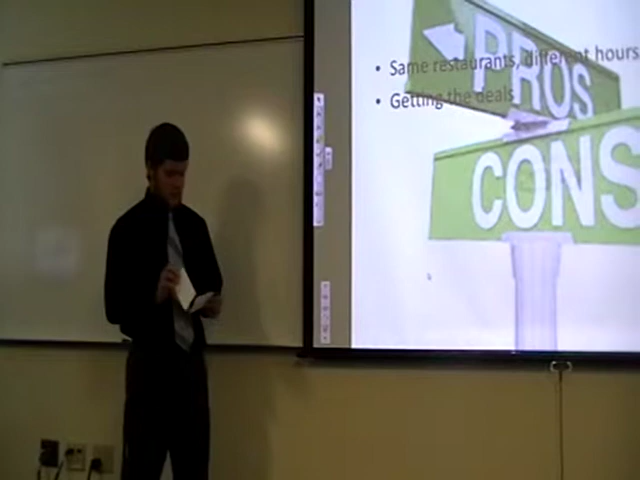 • Same restaurants, different hours
• Getting the deals
PROS
CONS